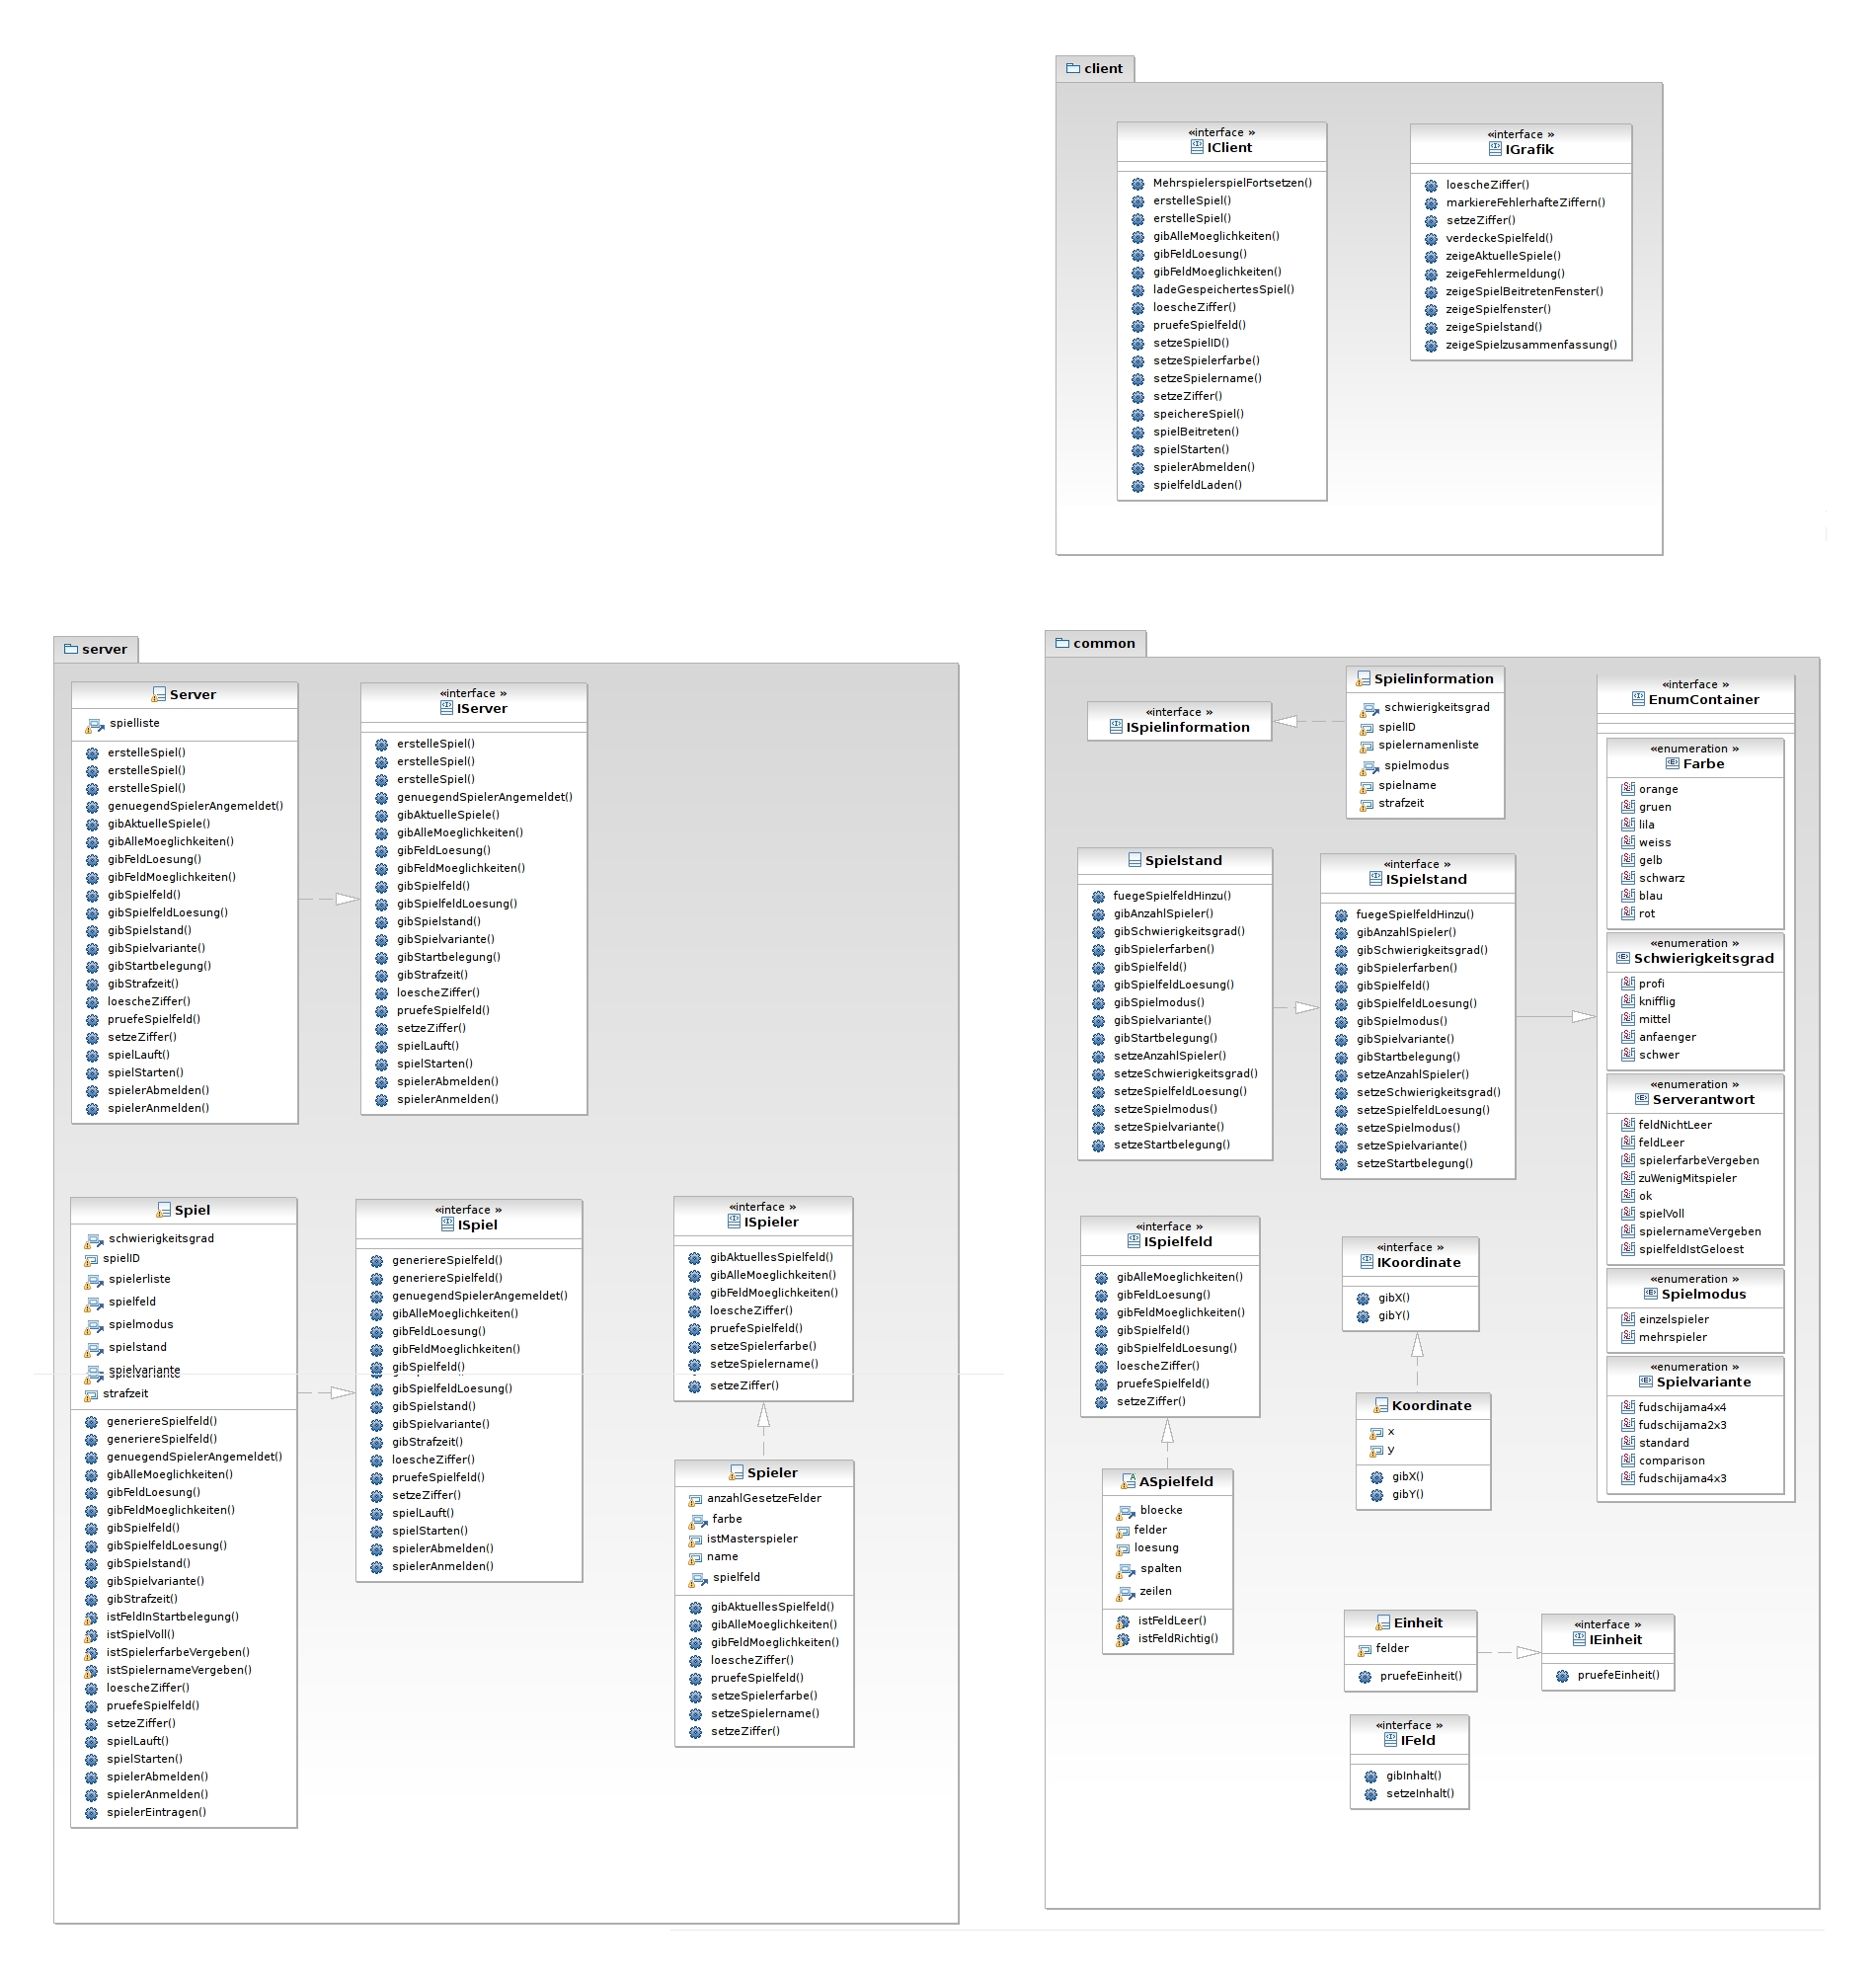 client
«interface »
IClient
MehrspielerspielFortsetzen()
erstelleSpiel()
erstelleSpiel()
gibAlleMoeglichkeiten()
gibFeldLoesung()
gibFeldMoeglichkeiten()
ladeGespeichertesSpiel()
loescheZiffer()
pruefeSpielfeld()
setzeSpielID()
setzeSpielerfarbe()
setzeSpielername()
setzeZiffer()
speichereSpiel()
spielBeitreten()
spielStarten()
spielerAbmelden()
spielfeldLaden()
«interface »
IGrafik
loescheZiffer()
markiereFehlerhafteZiffern()
setzeZiffer()
verdeckeSpielfeld()
zeigeAktuelleSpiele()
zeigeFehlermeldung()
zeigeSpielBeitretenFenster()
zeigeSpielfenster()
zeigeSpielstand()
zeigeSpielzusammenfassung()
server
Server
spielliste
erstelleSpiel()
erstelleSpiel()
erstelleSpiel()
genuegendSpielerAngemeldet()
gibAktuelleSpiele()
gibAlleMoeglichkeiten()
gibFeldLoesung()
gibFeldMoeglichkeiten()
gibSpielfeld()
gibSpielfeldLoesung()
gibSpielstand()
gibSpielvariante()
gibStartbelegung()
gibStrafzeit()
loescheZiffer()
pruefeSpielfeld()
setzeZiffer()
spielLauft()
spielStarten()
spielerAbmelden()
spielerAnmelden()
«interface »
IServer
erstelleSpiel()
erstelleSpiel()
erstelleSpiel()
genuegendSpielerAngemeldet()
gibAktuelleSpiele()
gibAlleMoeglichkeiten()
gibFeldLoesung()
gibFeldMoeglichkeiten()
gibSpielfeld()
gibSpielfeldLoesung()
gibSpielstand()
gibSpielvariante()
gibStartbelegung()
gibStrafzeit()
loescheZiffer()
pruefeSpielfeld()
setzeZiffer()
spielLauft()
spielStarten()
spielerAbmelden()
spielerAnmelden()
Spiel
schwierigkeitsgrad
spielID
spielerliste
spielfeld
spielmodus
spielstand
spielvariante
strafzeit
generiereSpielfeld()
generiereSpielfeld()
genuegendSpielerAngemeldet()
gibAlleMoeglichkeiten()
gibFeldLoesung()
gibFeldMoeglichkeiten()
gibSpielfeld()
gibSpielfeldLoesung()
gibSpielstand()
gibSpielvariante()
gibStrafzeit()
istFeldInStartbelegung()
istSpielVoll()
istSpielerfarbeVergeben()
istSpielernameVergeben()
loescheZiffer()
pruefeSpielfeld()
setzeZiffer()
spielLauft()
spielStarten()
spielerAbmelden()
spielerAnmelden()
spielerEintragen()
«interface »
ISpiel
generiereSpielfeld()
generiereSpielfeld()
genuegendSpielerAngemeldet()
gibAlleMoeglichkeiten()
gibFeldLoesung()
gibFeldMoeglichkeiten()
gibSpielfeld()
gibSpielfeldLoesung()
gibSpielstand()
gibSpielvariante()
gibStrafzeit()
loescheZiffer()
pruefeSpielfeld()
setzeZiffer()
spielLauft()
spielStarten()
spielerAbmelden()
spielerAnmelden()
«interface »
ISpieler
gibAktuellesSpielfeld()
gibAlleMoeglichkeiten()
gibFeldMoeglichkeiten()
loescheZiffer()
pruefeSpielfeld()
setzeSpielerfarbe()
setzeSpielername()
setzeZiffer()
Spieler
anzahlGesetzeFelder
farbe
istMasterspieler
name
spielfeld
gibAktuellesSpielfeld()
gibAlleMoeglichkeiten()
gibFeldMoeglichkeiten()
loescheZiffer()
pruefeSpielfeld()
setzeSpielerfarbe()
setzeSpielername()
setzeZiffer()
common
«interface »
ISpielinformation
Spielinformation
schwierigkeitsgrad
spielID
spielernamenliste
spielmodus
spielname
strafzeit
Spielstand
fuegeSpielfeldHinzu()
gibAnzahlSpieler()
gibSchwierigkeitsgrad()
gibSpielerfarben()
gibSpielfeld()
gibSpielfeldLoesung()
gibSpielmodus()
gibSpielvariante()
gibStartbelegung()
setzeAnzahlSpieler()
setzeSchwierigkeitsgrad()
setzeSpielfeldLoesung()
setzeSpielmodus()
setzeSpielvariante()
setzeStartbelegung()
«interface »
ISpielstand
fuegeSpielfeldHinzu()
gibAnzahlSpieler()
gibSchwierigkeitsgrad()
gibSpielerfarben()
gibSpielfeld()
gibSpielfeldLoesung()
gibSpielmodus()
gibSpielvariante()
gibStartbelegung()
setzeAnzahlSpieler()
setzeSchwierigkeitsgrad()
setzeSpielfeldLoesung()
setzeSpielmodus()
setzeSpielvariante()
setzeStartbelegung()
«interface »
EnumContainer
«enumeration »
Farbe
orange
gruen
lila
weiss
gelb
schwarz
blau
rot
«enumeration »
Schwierigkeitsgrad
profi
knifflig
mittel
anfaenger
schwer
«enumeration »
Serverantwort
feldNichtLeer
feldLeer
spielerfarbeVergeben
zuWenigMitspieler
ok
spielVoll
spielernameVergeben
spielfeldIstGeloest
«enumeration »
Spielmodus
einzelspieler
mehrspieler
«enumeration »
Spielvariante
fudschijama4x4
fudschijama2x3
standard
comparison
fudschijama4x3
«interface »
ISpielfeld
gibAlleMoeglichkeiten()
gibFeldLoesung()
gibFeldMoeglichkeiten()
gibSpielfeld()
gibSpielfeldLoesung()
loescheZiffer()
pruefeSpielfeld()
setzeZiffer()
ASpielfeld
bloecke
felder
loesung
spalten
zeilen
istFeldLeer()
istFeldRichtig()
«interface »
IKoordinate
gibX()
gibY()
Koordinate
x
y
gibX()
gibY()
Einheit
felder
pruefeEinheit()
«interface »
IEinheit
pruefeEinheit()
«interface »
IFeld
gibInhalt()
setzeInhalt()